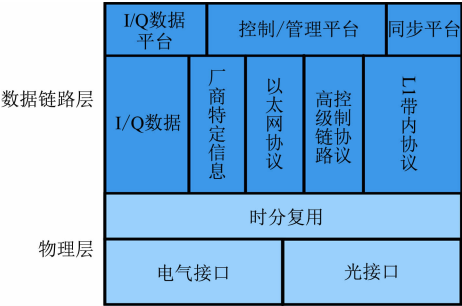 I/Q数据
平台
控制/管理平台
同步平台
数据链路层
I/Q数据
厂商特定信息
以太网协议
高级链路
控制协议
L1带内协议
时分复用
物理层
电气接口
光接口